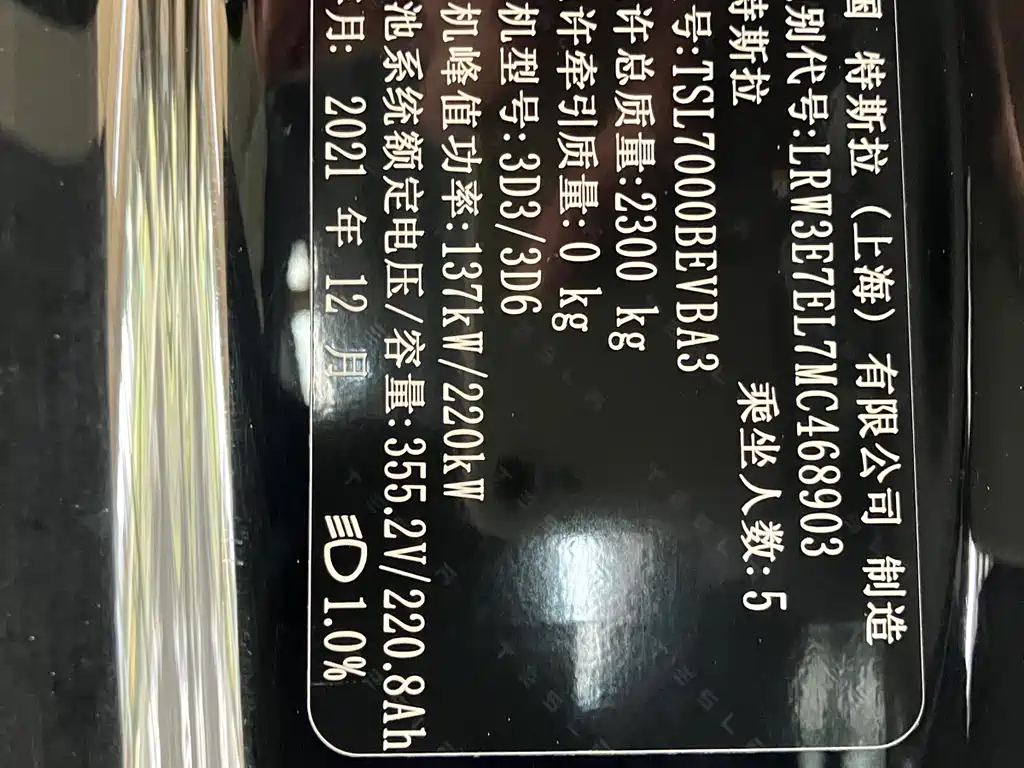 国 特斯拉（上海）有限公司 制造
别代号:LRW3E7EL7MC468903
特斯拉 乘坐人数:5
号:TSL7000BEVBA3
许总质量:2300 kg
许牵引质量: 0 kg
机型号:3D3/3D6
机峰值功率:137kW/220kW
池系统额定电压/容量:355.2V/220.8Ah
月: 2021 年 12 月 1.0%